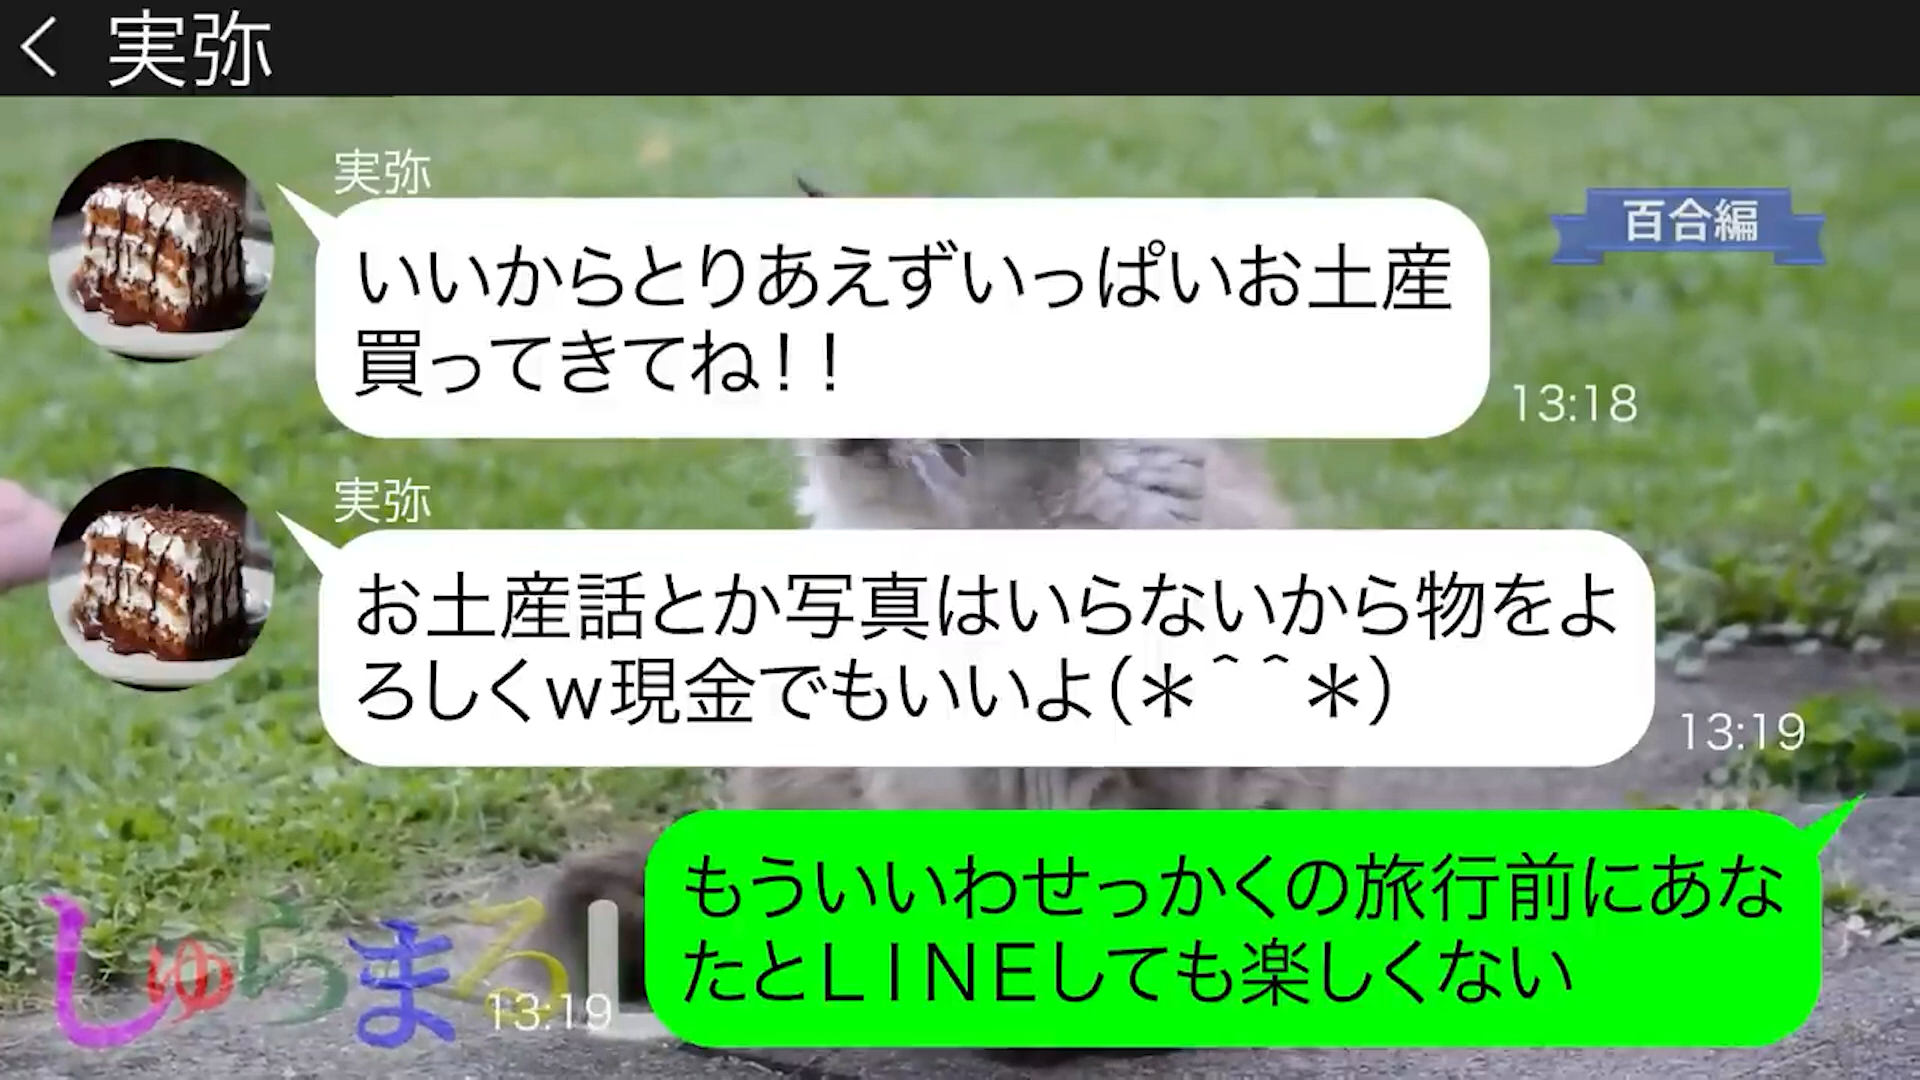 実弥
実弥
百合編
いいからとりあえずいっぱいお土産
買ってきてね！！
13:18
実弥
お土産話とか写真はいらないから物をよ
ろしくｗ現金でもいいよ(＊＾＾＊)
13:19
もういいわせっかくの旅行前にあな
たとＬＩＮＥしても楽しくない
しゅらまる
13:19